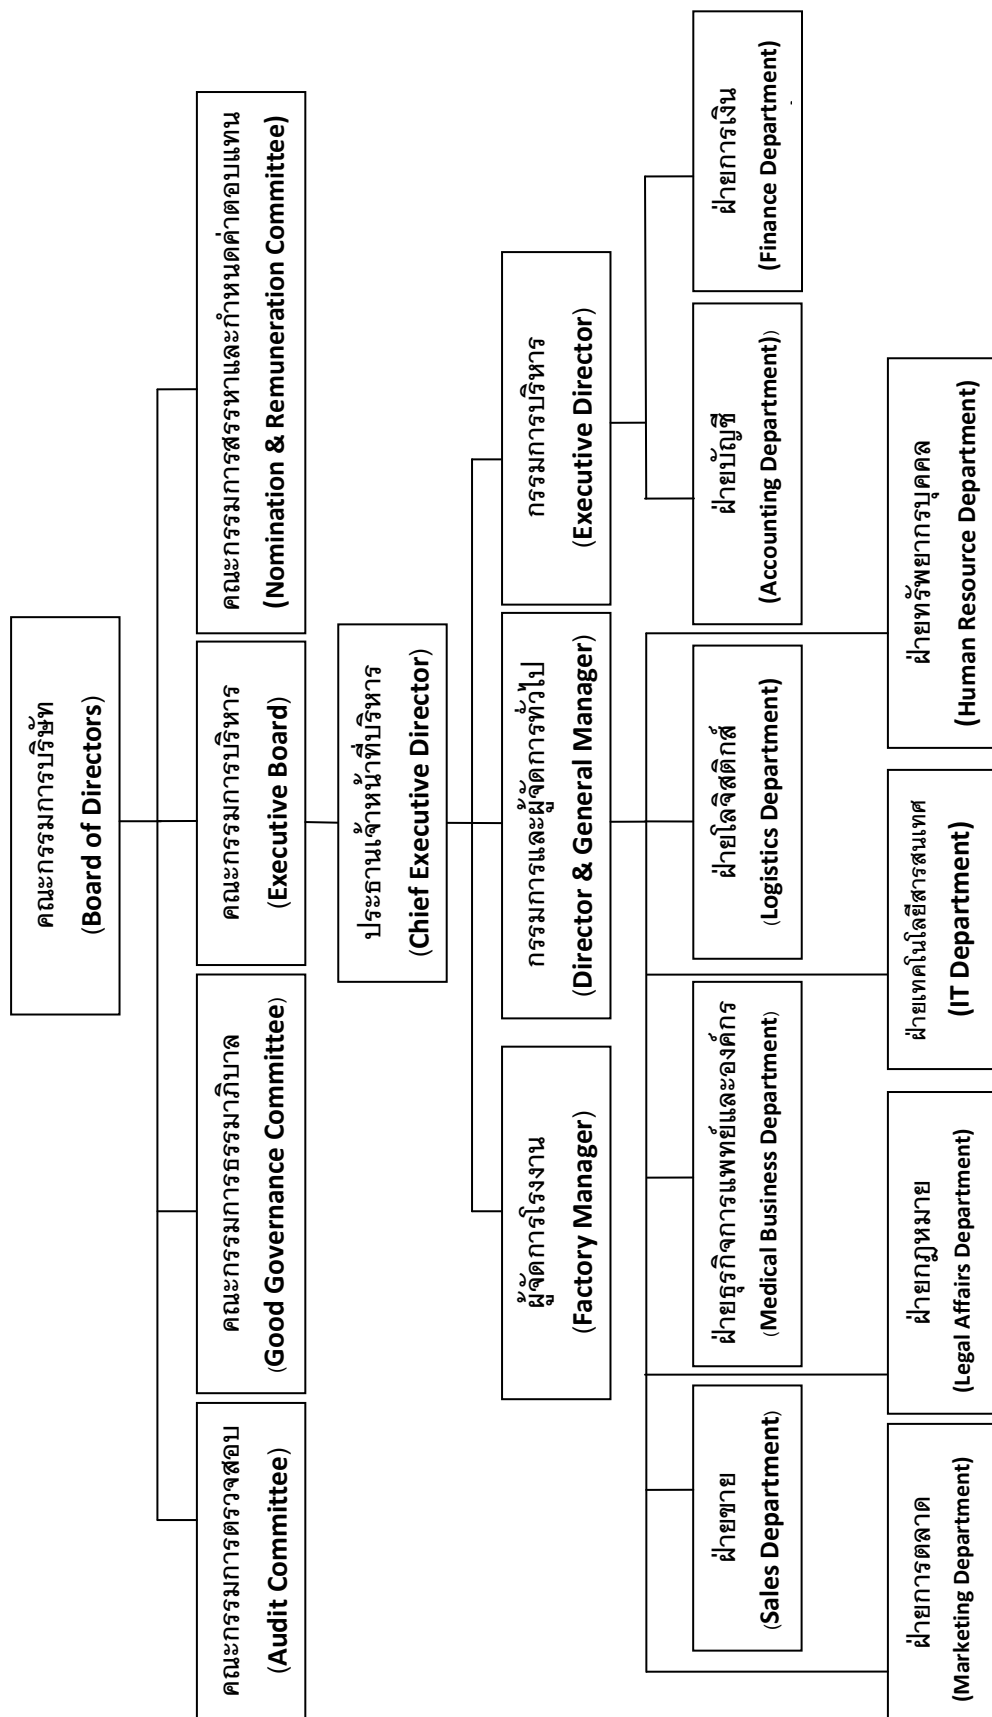 คณะกรรมการบริษัท
(Board of Directors)
คณะกรรมการตรวจสอบ
(Audit Committee)
คณะกรรมการธรรมาภิบาล
(Good Governance Committee)
คณะกรรมการบริหาร
(Executive Board)
คณะกรรมการสรรหาและกำหนดค่าตอบแทน
(Nomination & Remuneration Committee)
ประธานเจ้าหน้าที่บริหาร
(Chief Executive Director)
ผู้จัดการโรงงาน
(Factory Manager)
กรรมการและผู้จัดการทั่วไป
(Director & General Manager)
กรรมการบริหาร
(Executive Director)
ฝ่ายขาย
(Sales Department)
ฝ่ายธุรกิจการแพทย์และองค์กร
(Medical Business Department)
ฝ่ายโลจิสติกส์
(Logistics Department)
ฝ่ายบัญชี
(Accounting Department))
ฝ่ายการเงิน
(Finance Department)
ฝ่ายการตลาด
(Marketing Department)
ฝ่ายกฎหมาย
(Legal Affairs Department)
ฝ่ายเทคโนโลยีสารสนเทศ
(IT Department)
ฝ่ายทรัพยากรบุคคล
(Human Resource Department)